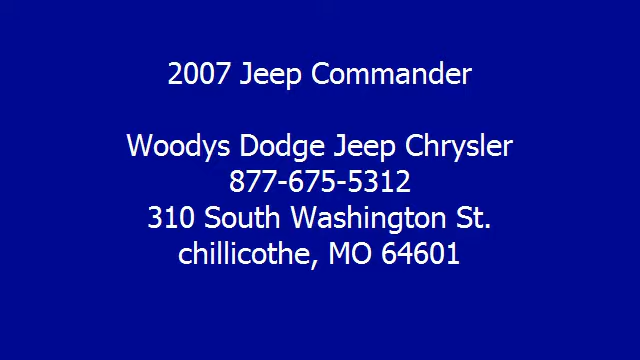 2007 Jeep Commander
Woodys Dodge Jeep Chrysler
877-675-5312
310 South Washington St.
chillicothe, MO 64601